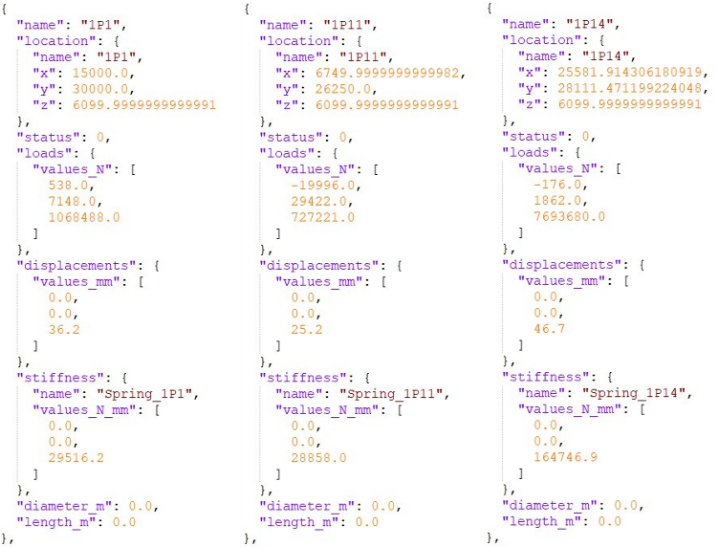 {
"name": "1P1",
"location": {
"name": "1P1",
"x": 15000.0,
"y": 30000.0,
"z": 6099.9999999999991
},
"status": 0,
"loads": {
"values_N": [
538.0,
7148.0,
1068488.0
]
},
"displacements": {
"values_mm": [
0.0,
0.0,
36.2
]
},
"stiffness": {
"name": "Spring_1P1",
"values_N_mm": [
0.0,
0.0,
29516.2
]
},
"diameter_m": 0.0,
"length_m": 0.0
},
{
"name": "1P11",
"location": {
"name": "1P11",
"x": 6749.9999999999982,
"y": 26250.0,
"z": 6099.9999999999991
},
"status": 0,
"loads": {
"values_N": [
-19996.0,
29422.0,
727221.0
]
},
"displacements": {
"values_mm": [
0.0,
0.0,
25.2
]
},
"stiffness": {
"name": "Spring_1P11",
"values_N_mm": [
0.0,
0.0,
28858.0
]
},
"diameter_m": 0.0,
"length_m": 0.0
},
{
"name": "1P14",
"location": {
"name": "1P14",
"x": 25581.914306180919,
"y": 28111.471199224048,
"z": 6099.9999999999991
},
"status": 0,
"loads": {
"values_N": [
-176.0,
1862.0,
7693680.0
]
},
"displacements": {
"values_mm": [
0.0,
0.0,
46.7
]
},
"stiffness": {
"name": "Spring_1P14",
"values_N_mm": [
0.0,
0.0,
164746.9
]
},
"diameter_m": 0.0,
"length_m": 0.0
},